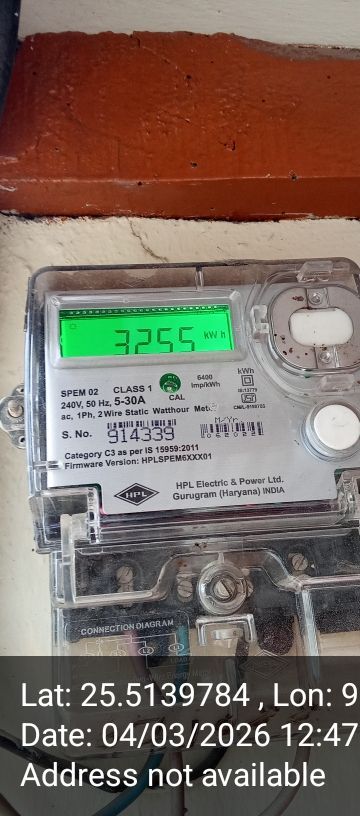 3255 kWh
SPEM 02 CLASS 1
240V, 50 Hz, 5-30A
CAL
6400
imp/kWh
kWh
IS:13779
ac, 1Ph, 2 Wire Static Watthour Meter
M/Yr
S. No. 914339
Category C3 as per IS 15959:2011
Firmware Version: HPLSPEM6XXX01
HPL
HPL Electric & Power Ltd.
Gurugram (Haryana) INDIA
CONNECTION DIAGRAM
Lat: 25.5139784 , Lon: 9
Date: 04/03/2026 12:47
Address not available